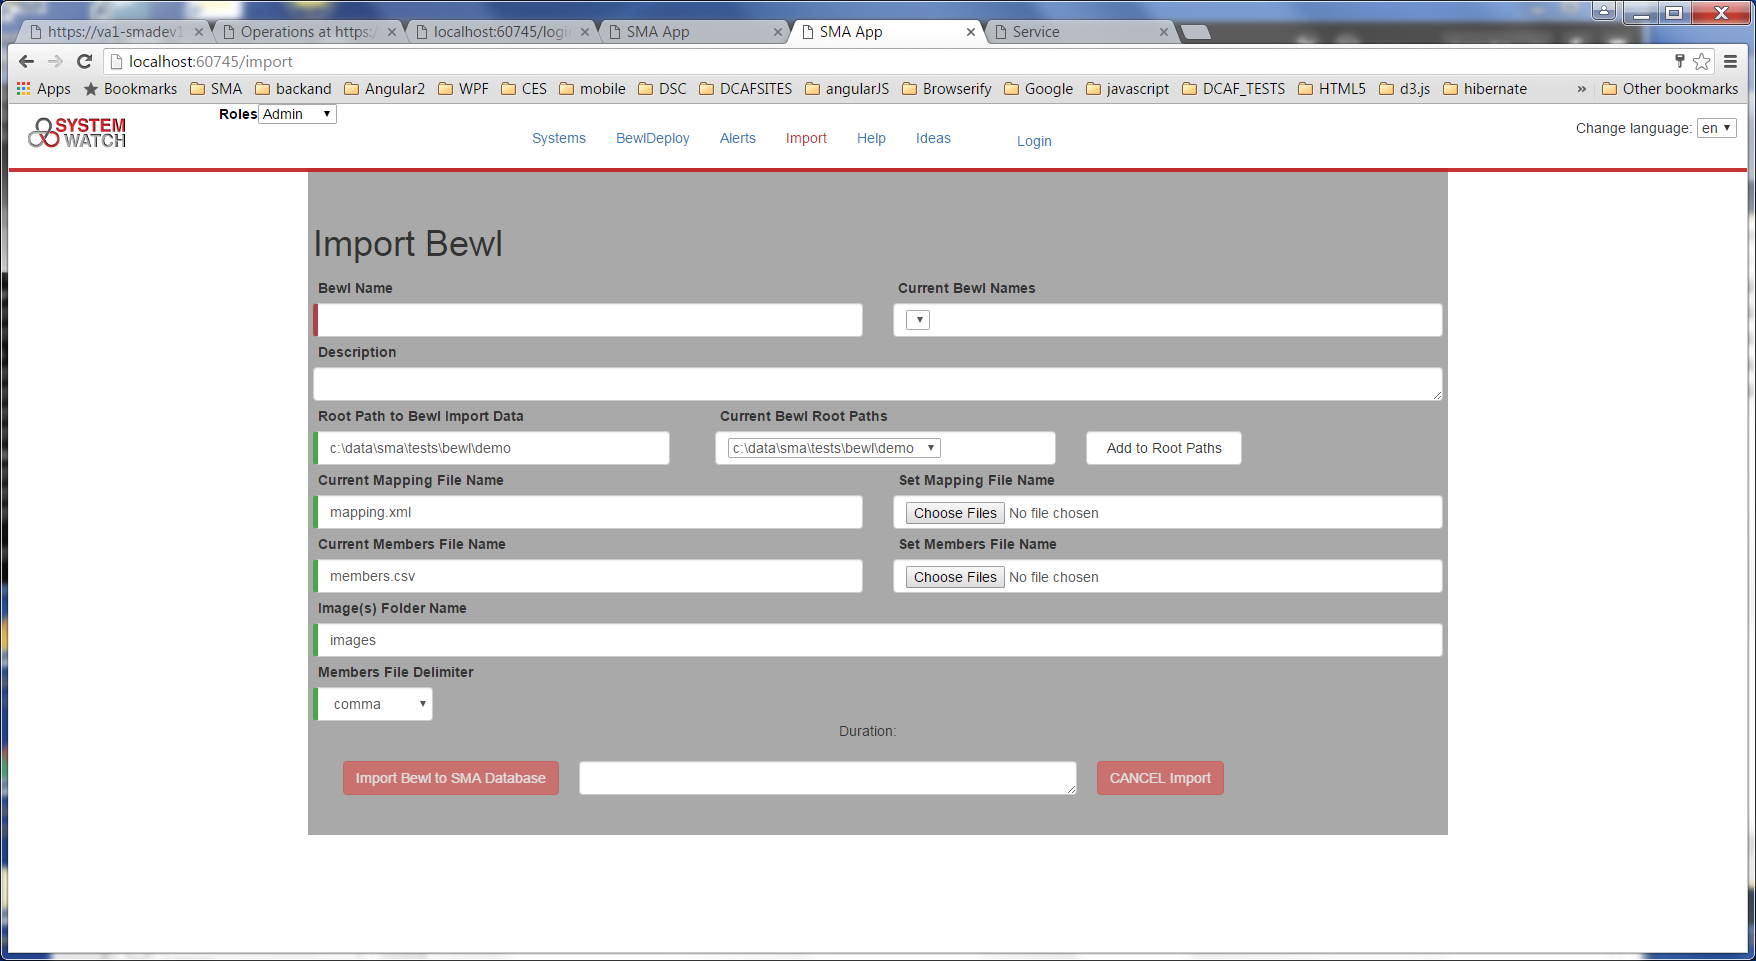 https://va1-smadev1
Operations at https:/
localhost:60745/logi
SMA App
SMA App
Service
localhost:60745/import
Apps Bookmarks SMA backand Angular2 WPF CES mobile DSC DCAFSITES angularJS Browserify Google javascript DCAF_TESTS HTML5 d3.js hibernate » Other bookmarks
SYSTEM
WATCH
Roles Admin
Systems BewlDeploy Alerts Import Help Ideas Login
Change language: en
Import Bewl
Bewl Name Current Bewl Names
Description
Root Path to Bewl Import Data Current Bewl Root Paths
c:\data\sma\tests\bewl\demo c:\data\sma\tests\bewl\demo Add to Root Paths
Current Mapping File Name Set Mapping File Name
mapping.xml Choose Files No file chosen
Current Members File Name Set Members File Name
members.csv Choose Files No file chosen
Image(s) Folder Name
images
Members File Delimiter
comma
Duration:
Import Bewl to SMA Database CANCEL Import